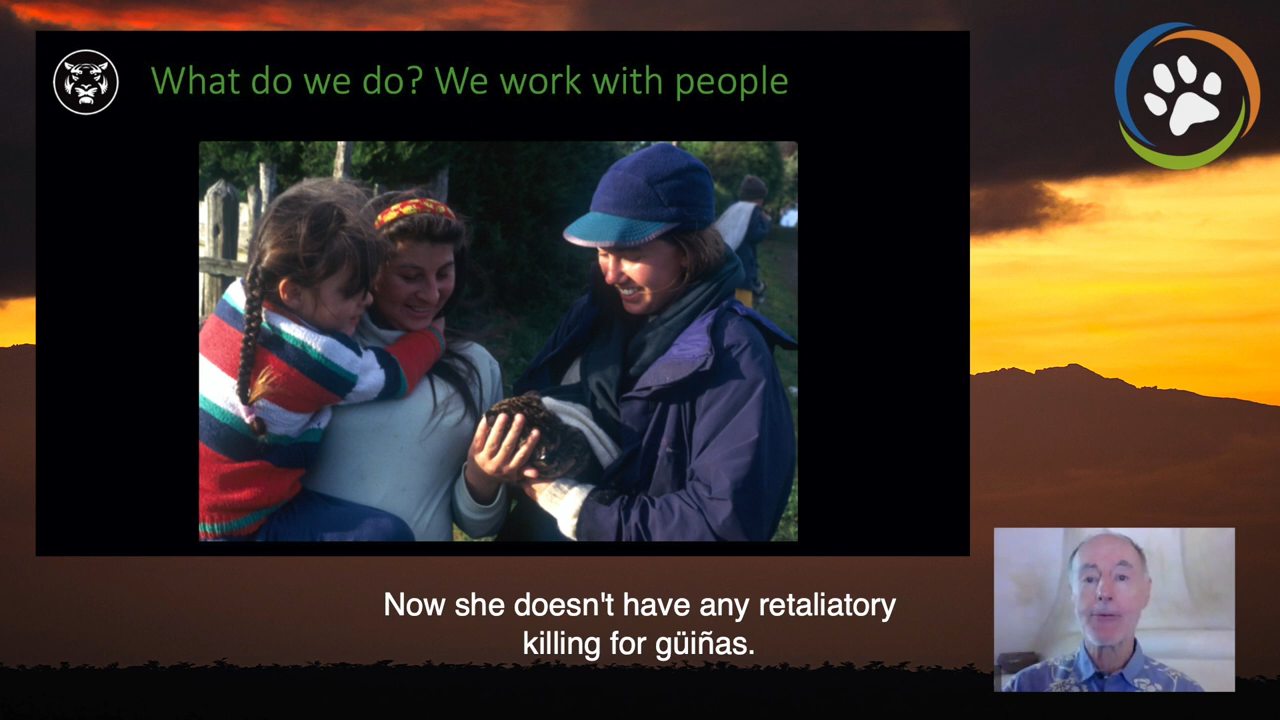 What do we do? We work with people
Now she doesn't have any retaliatory
killing for güiñas.